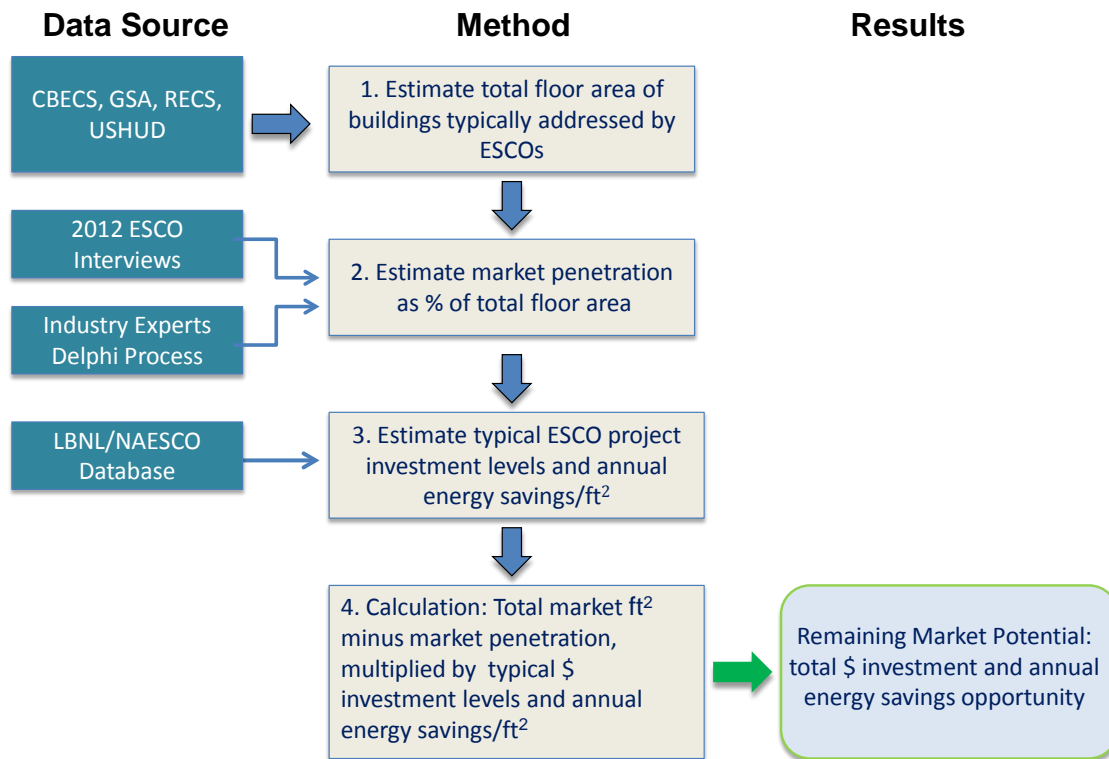 Data Source
Method
Results
CBECS, GSA, RECS,
USHUD
1. Estimate total floor area of
buildings typically addressed by
ESCOs
2012 ESCO
Interviews
2. Estimate market penetration
as % of total floor area
Industry Experts
Delphi Process
LBNL/NAESCO
Database
3. Estimate typical ESCO project
investment levels and annual
energy savings/ft²
4. Calculation: Total market ft²
minus market penetration,
multiplied by  typical $
investment levels and annual
energy savings/ft²
Remaining Market Potential:
total $ investment and annual
energy savings opportunity